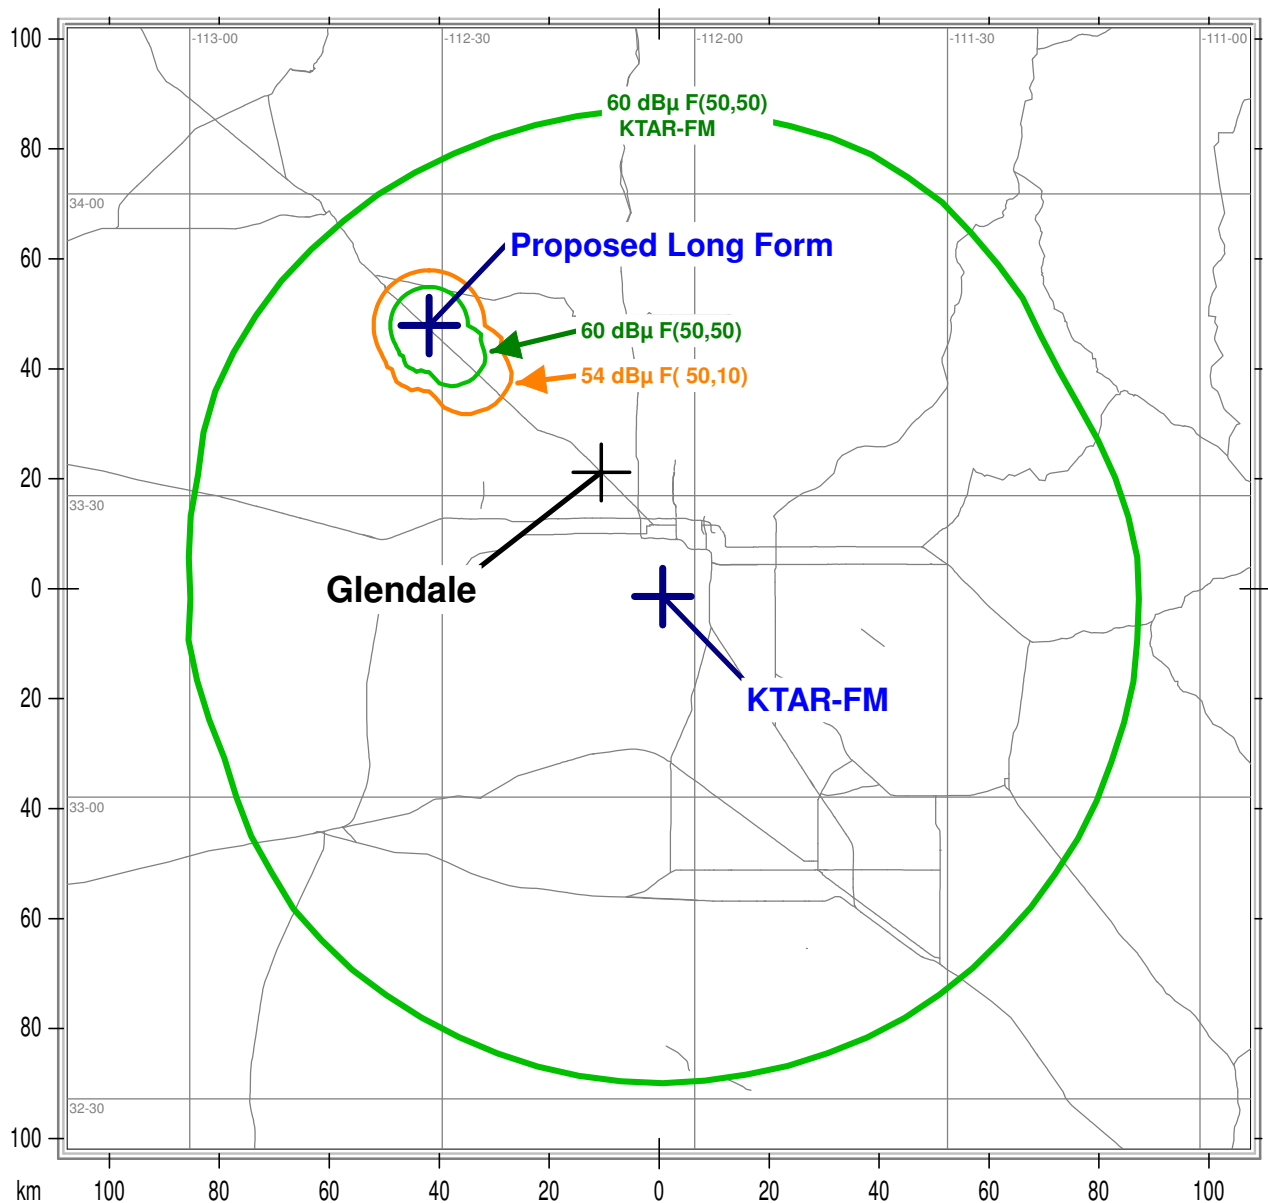 100
-113-00
-112-30
-112-00
-111-30
-111-00
60 dBµ F(50,50)
KTAR-FM
80
34-00
60
Proposed Long Form
60 dBµ F(50,50)
40
54 dBµ F( 50,10)
20
33-30
0
Glendale
20
KTAR-FM
40
33-00
60
80
32-30
100
km 100 80 60 40 20 0 20 40 60 80 100